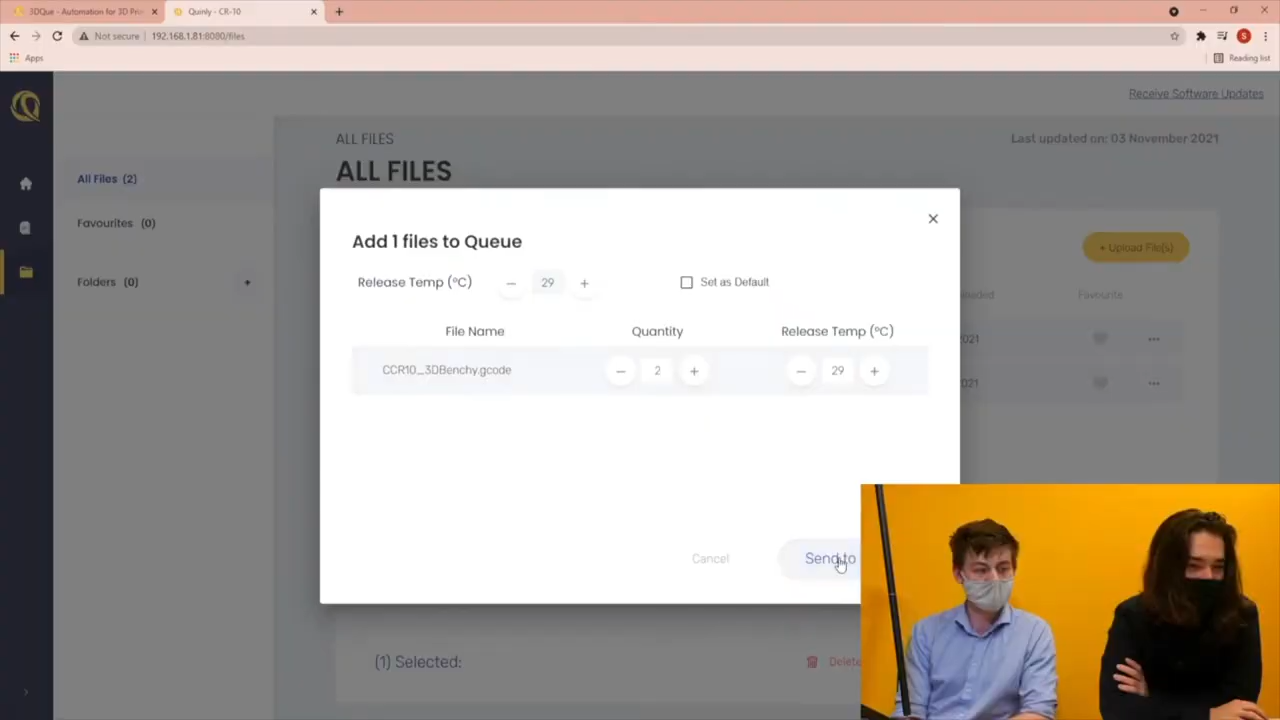 3DQue - Automation for 3D Pri
Quinly - CR-10
Not secure
192.168.1.81:8080/files
S
Apps
Reading list
Receive Software Updates
ALL FILES
Last updated on: 03 November 2021
ALL FILES
All Files (2)
Favourites (0)
Folders (0) +
+ Upload File(s)
Favourite
2021
2021
Add 1 files to Queue
Release Temp (°C) – 29 +
Set as Default
File Name Quantity Release Temp (°C)
CCR10_3DBenchy.gcode – 2 + – 29 +
Cancel
Send to
(1) Selected:
Delete